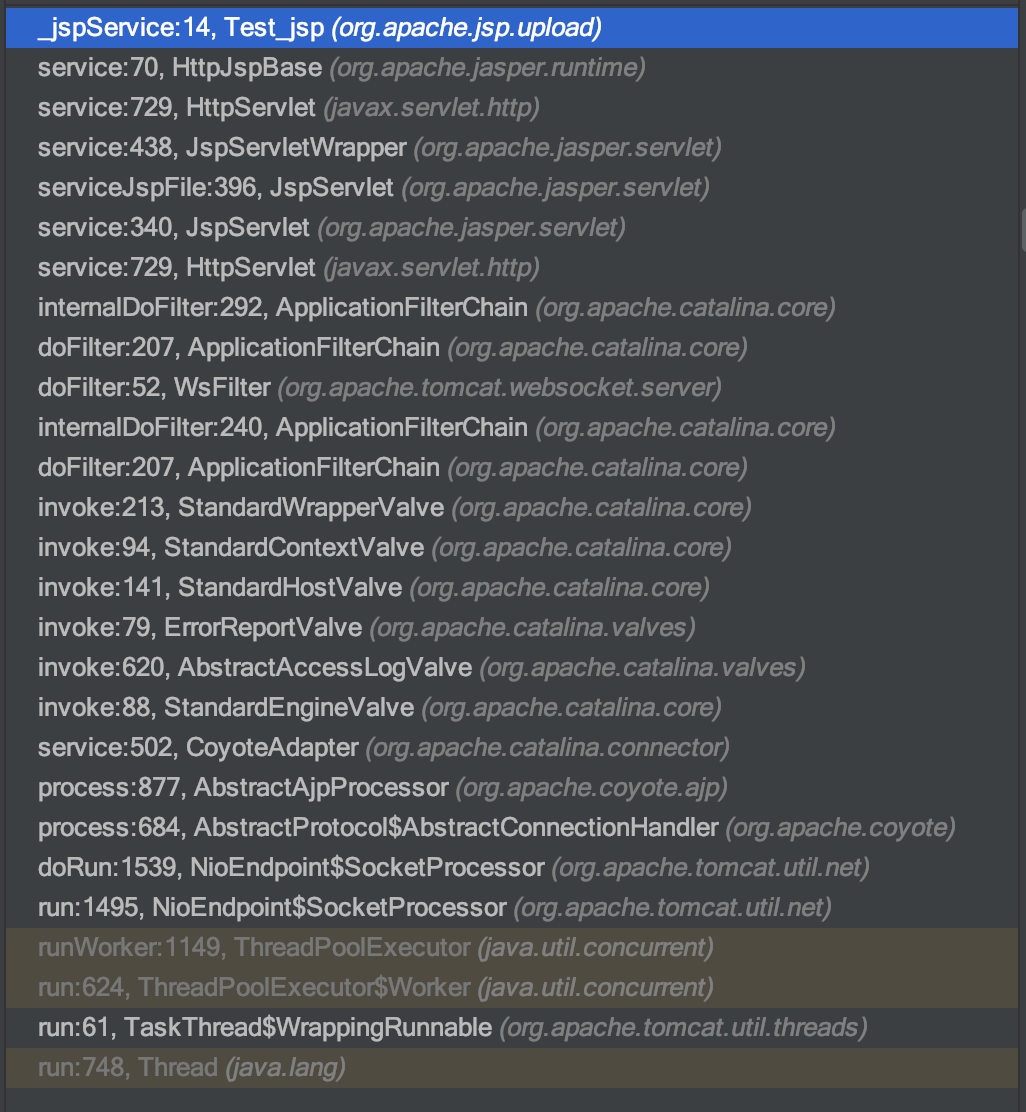 _jspService:14, Test_jsp (org.apache.jsp.upload)
service:70, HttpJspBase (org.apache.jasper.runtime)
service:729, HttpServlet (javax.servlet.http)
service:438, JspServletWrapper (org.apache.jasper.servlet)
serviceJspFile:396, JspServlet (org.apache.jasper.servlet)
service:340, JspServlet (org.apache.jasper.servlet)
service:729, HttpServlet (javax.servlet.http)
internalDoFilter:292, ApplicationFilterChain (org.apache.catalina.core)
doFilter:207, ApplicationFilterChain (org.apache.catalina.core)
doFilter:52, WsFilter (org.apache.tomcat.websocket.server)
internalDoFilter:240, ApplicationFilterChain (org.apache.catalina.core)
doFilter:207, ApplicationFilterChain (org.apache.catalina.core)
invoke:213, StandardWrapperValve (org.apache.catalina.core)
invoke:94, StandardContextValve (org.apache.catalina.core)
invoke:141, StandardHostValve (org.apache.catalina.core)
invoke:79, ErrorReportValve (org.apache.catalina.valves)
invoke:620, AbstractAccessLogValve (org.apache.catalina.valves)
invoke:88, StandardEngineValve (org.apache.catalina.core)
service:502, CoyoteAdapter (org.apache.catalina.connector)
process:877, AbstractAjpProcessor (org.apache.coyote.ajp)
process:684, AbstractProtocol$AbstractConnectionHandler (org.apache.coyote)
doRun:1539, NioEndpoint$SocketProcessor (org.apache.tomcat.util.net)
run:1495, NioEndpoint$SocketProcessor (org.apache.tomcat.util.net)
runWorker:1149, ThreadPoolExecutor (java.util.concurrent)
run:624, ThreadPoolExecutor$Worker (java.util.concurrent)
run:61, TaskThread$WrappingRunnable (org.apache.tomcat.util.threads)
run:748, Thread (java.lang)